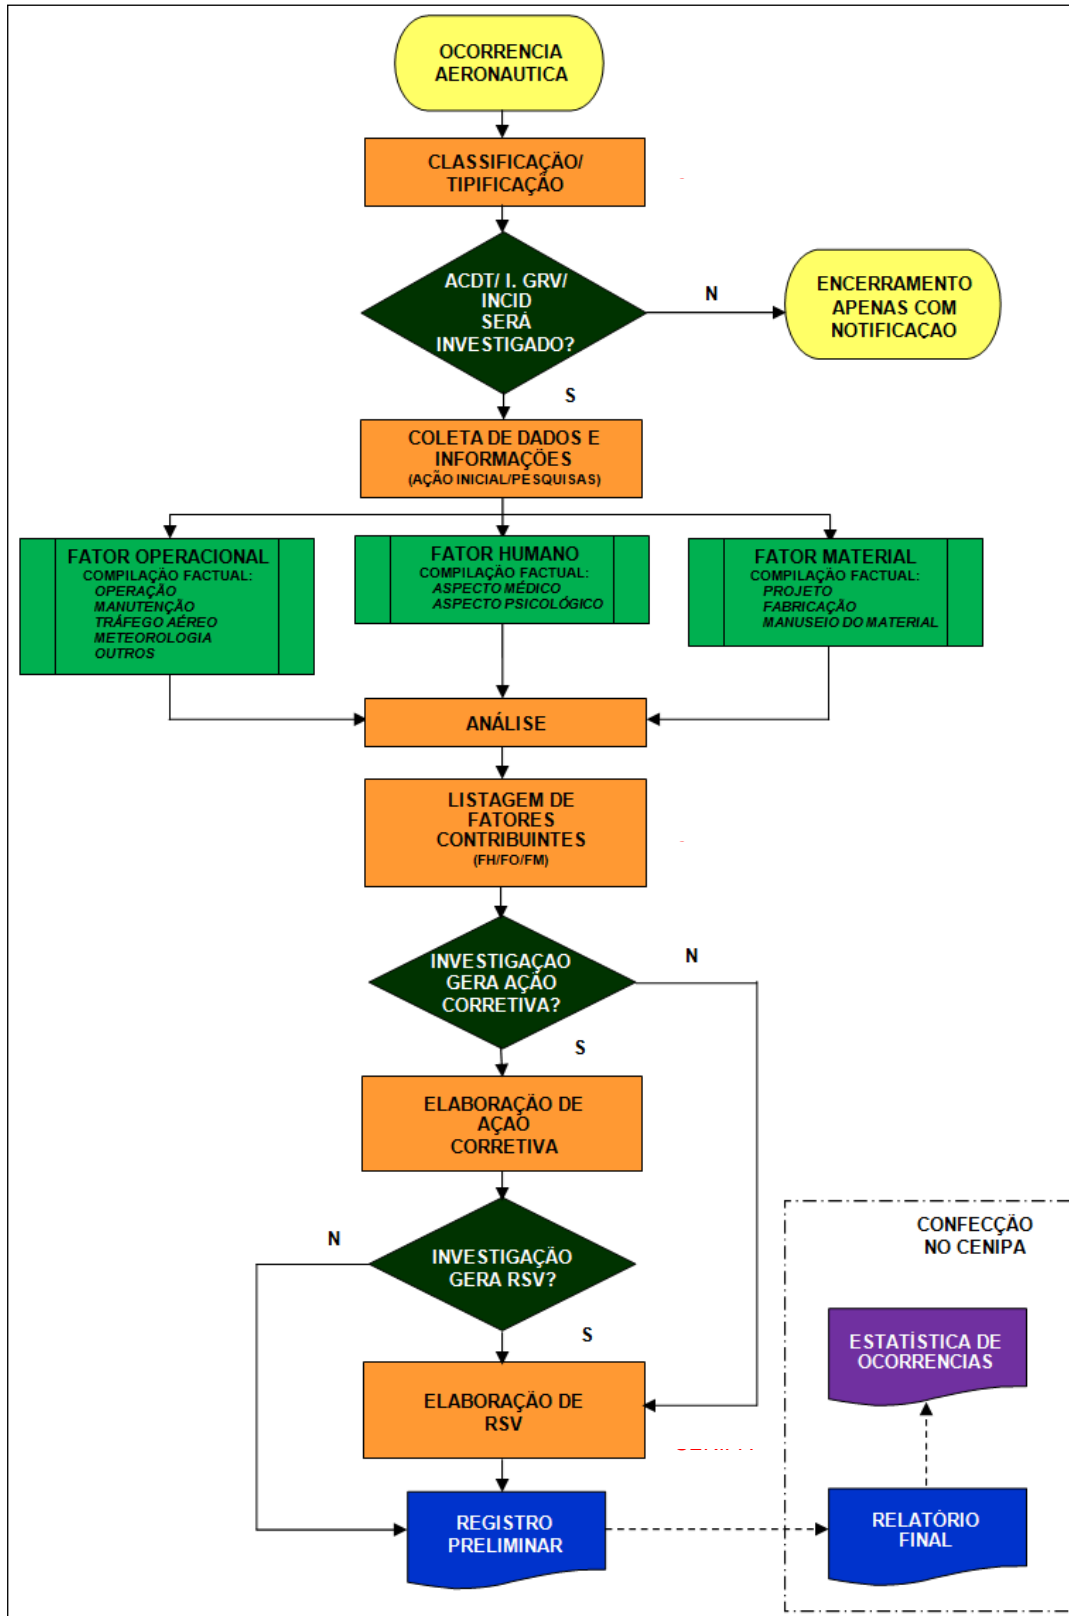 OCORRENCIA
AERONAUTICA
CLASSIFICAÇÃO/
TIPIFICAÇÃO
ACDT/ I. GRV/
INCID
SERÁ
INVESTIGADO?
N
ENCERRAMENTO
APENAS COM
NOTIFICAÇAO
S
COLETA DE DADOS E
INFORMAÇÕES
(AÇÃO INICIAL/PESQUISAS)
FATOR OPERACIONAL
COMPILAÇÃO FACTUAL:
OPERAÇÃO
MANUTENÇÃO
TRÁFEGO AÉREO
METEOROLOGIA
OUTROS
FATOR HUMANO
COMPILAÇÃO FACTUAL:
ASPECTO MÉDICO
ASPECTO PSICOLÓGICO
FATOR MATERIAL
COMPILAÇÃO FACTUAL:
PROJETO
FABRICAÇÃO
MANUSEIO DO MATERIAL
ANÁLISE
LISTAGEM DE
FATORES
CONTRIBUINTES
(FH/FO/FM)
INVESTIGAÇAO
GERA AÇÃO
CORRETIVA?
N
S
ELABORAÇÃO DE
AÇAO
CORRETIVA
N
INVESTIGAÇÃO
GERA RSV?
S
ELABORAÇÃO DE
RSV
REGISTRO
PRELIMINAR
CONFECÇÃO
NO CENIPA
ESTATÍSTICA DE
OCORRENCIAS
RELATÓRIO
FINAL